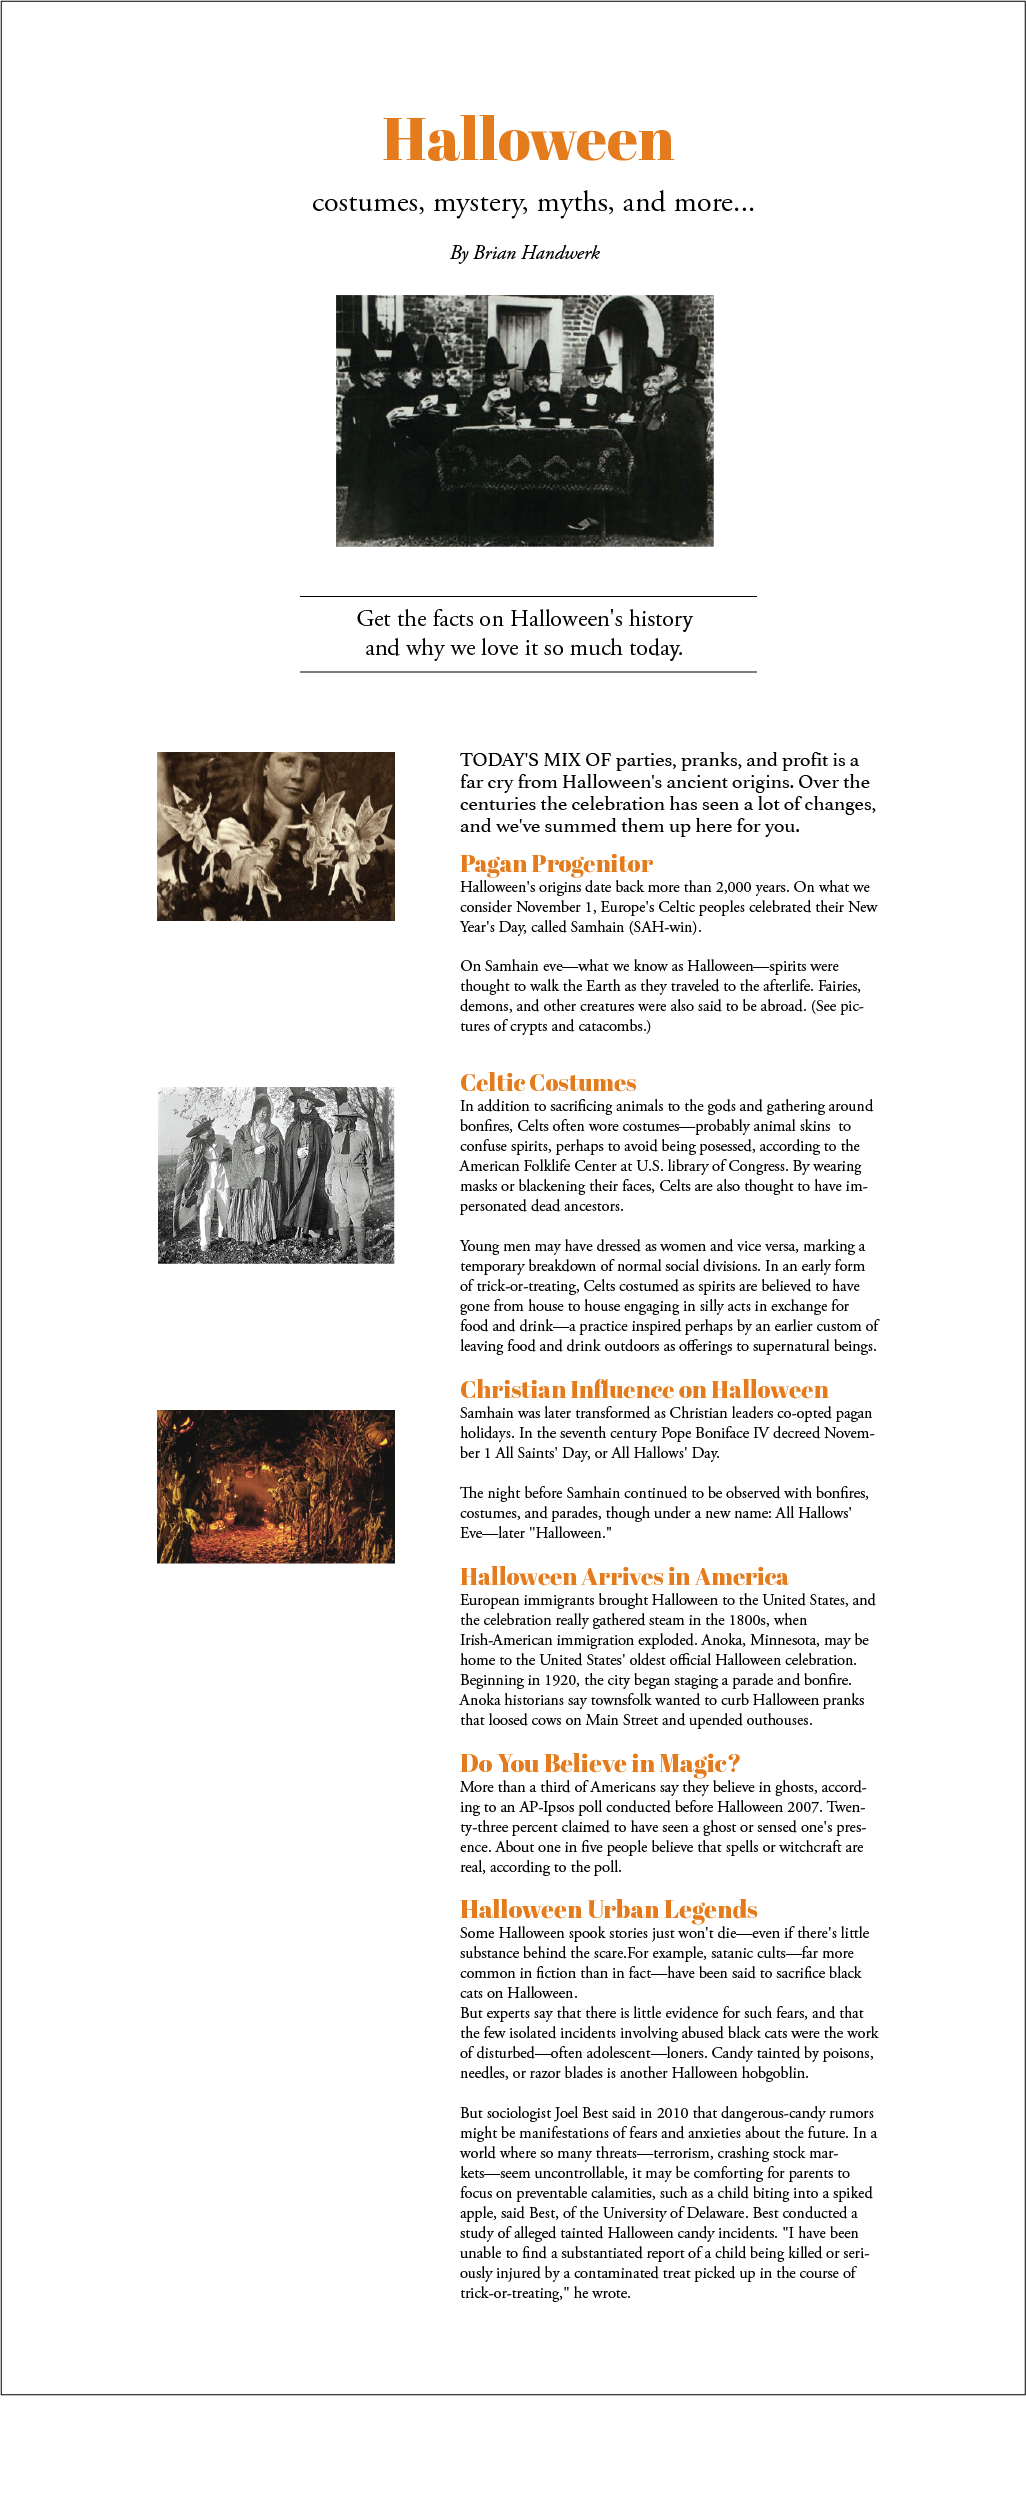 Halloween
costumes, mystery, myths, and more...
By Brian Handwerk
Get the facts on Halloween's history
and why we love it so much today.
TODAY'S MIX OF parties, pranks, and profit is a
far cry from Halloween's ancient origins. Over the
centuries the celebration has seen a lot of changes,
and we've summed them up here for you.
Pagan Progenitor
Halloween's origins date back more than 2,000 years. On what we
consider November 1, Europe's Celtic peoples celebrated their New
Year's Day, called Samhain (SAH-win).
On Samhain eve—what we know as Halloween—spirits were
thought to walk the Earth as they traveled to the afterlife. Fairies,
demons, and other creatures were also said to be abroad. (See pic-
tures of crypts and catacombs.)
Celtic Costumes
In addition to sacrificing animals to the gods and gathering around
bonfires, Celts often wore costumes—probably animal skins  to
confuse spirits, perhaps to avoid being posessed, according to the
American Folklife Center at U.S. library of Congress. By wearing
masks or blackening their faces, Celts are also thought to have im-
personated dead ancestors.
Young men may have dressed as women and vice versa, marking a
temporary breakdown of normal social divisions. In an early form
of trick-or-treating, Celts costumed as spirits are believed to have
gone from house to house engaging in silly acts in exchange for
food and drink—a practice inspired perhaps by an earlier custom of
leaving food and drink outdoors as offerings to supernatural beings.
Christian Influence on Halloween
Samhain was later transformed as Christian leaders co-opted pagan
holidays. In the seventh century Pope Boniface IV decreed Novem-
ber 1 All Saints' Day, or All Hallows' Day.
The night before Samhain continued to be observed with bonfires,
costumes, and parades, though under a new name: All Hallows'
Eve—later "Halloween."
Halloween Arrives in America
European immigrants brought Halloween to the United States, and
the celebration really gathered steam in the 1800s, when
Irish-American immigration exploded. Anoka, Minnesota, may be
home to the United States' oldest official Halloween celebration.
Beginning in 1920, the city began staging a parade and bonfire.
Anoka historians say townsfolk wanted to curb Halloween pranks
that loosed cows on Main Street and upended outhouses.
Do You Believe in Magic?
More than a third of Americans say they believe in ghosts, accord-
ing to an AP-Ipsos poll conducted before Halloween 2007. Twen-
ty-three percent claimed to have seen a ghost or sensed one's pres-
ence. About one in five people believe that spells or witchcraft are
real, according to the poll.
Halloween Urban Legends
Some Halloween spook stories just won't die—even if there's little
substance behind the scare.For example, satanic cults—far more
common in fiction than in fact—have been said to sacrifice black
cats on Halloween.
But experts say that there is little evidence for such fears, and that
the few isolated incidents involving abused black cats were the work
of disturbed—often adolescent—loners. Candy tainted by poisons,
needles, or razor blades is another Halloween hobgoblin.
But sociologist Joel Best said in 2010 that dangerous-candy rumors
might be manifestations of fears and anxieties about the future. In a
world where so many threats—terrorism, crashing stock mar-
kets—seem uncontrollable, it may be comforting for parents to
focus on preventable calamities, such as a child biting into a spiked
apple, said Best, of the University of Delaware. Best conducted a
study of alleged tainted Halloween candy incidents. "I have been
unable to find a substantiated report of a child being killed or seri-
ously injured by a contaminated treat picked up in the course of
trick-or-treating," he wrote.